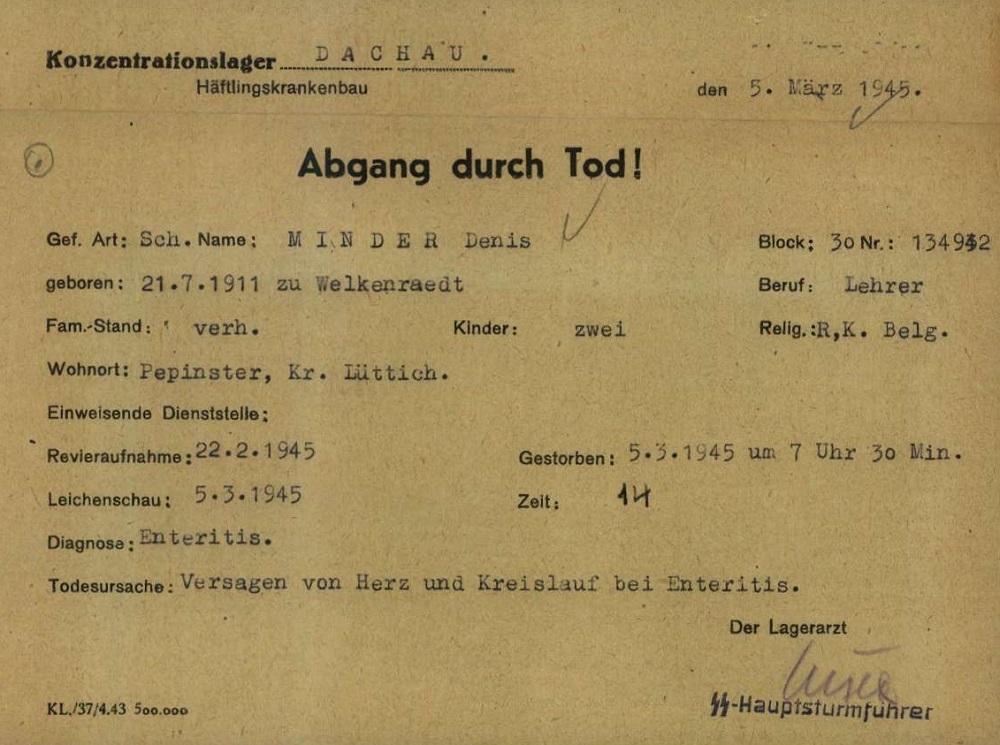 Konzentrationslager DACHAU.
Häftlingskrankenbau
den 5. März 1945.
Abgang durch Tod!
Gef. Art: Sch. Name: MINDER Denis Block: 30 Nr.: 134932
geboren: 21.7.1911 zu Welkenraedt Beruf: Lehrer
Fam.-Stand: verh. Kinder: zwei Relig.: R,K. Belg.
Wohnort: Pepinster, Kr. Lüttich.
Einweisende Dienststelle:
Revieraufnahme: 22.2.1945 Gestorben: 5.3.1945 um 7 Uhr 30 Min.
Leichenschau: 5.3.1945 Zeit: 14
Diagnose: Enteritis.
Todesursache: Versagen von Herz und Kreislauf bei Enteritis.
Der Lagerarzt
SS-Hauptsturmführer
KL./37/4.43 500.000